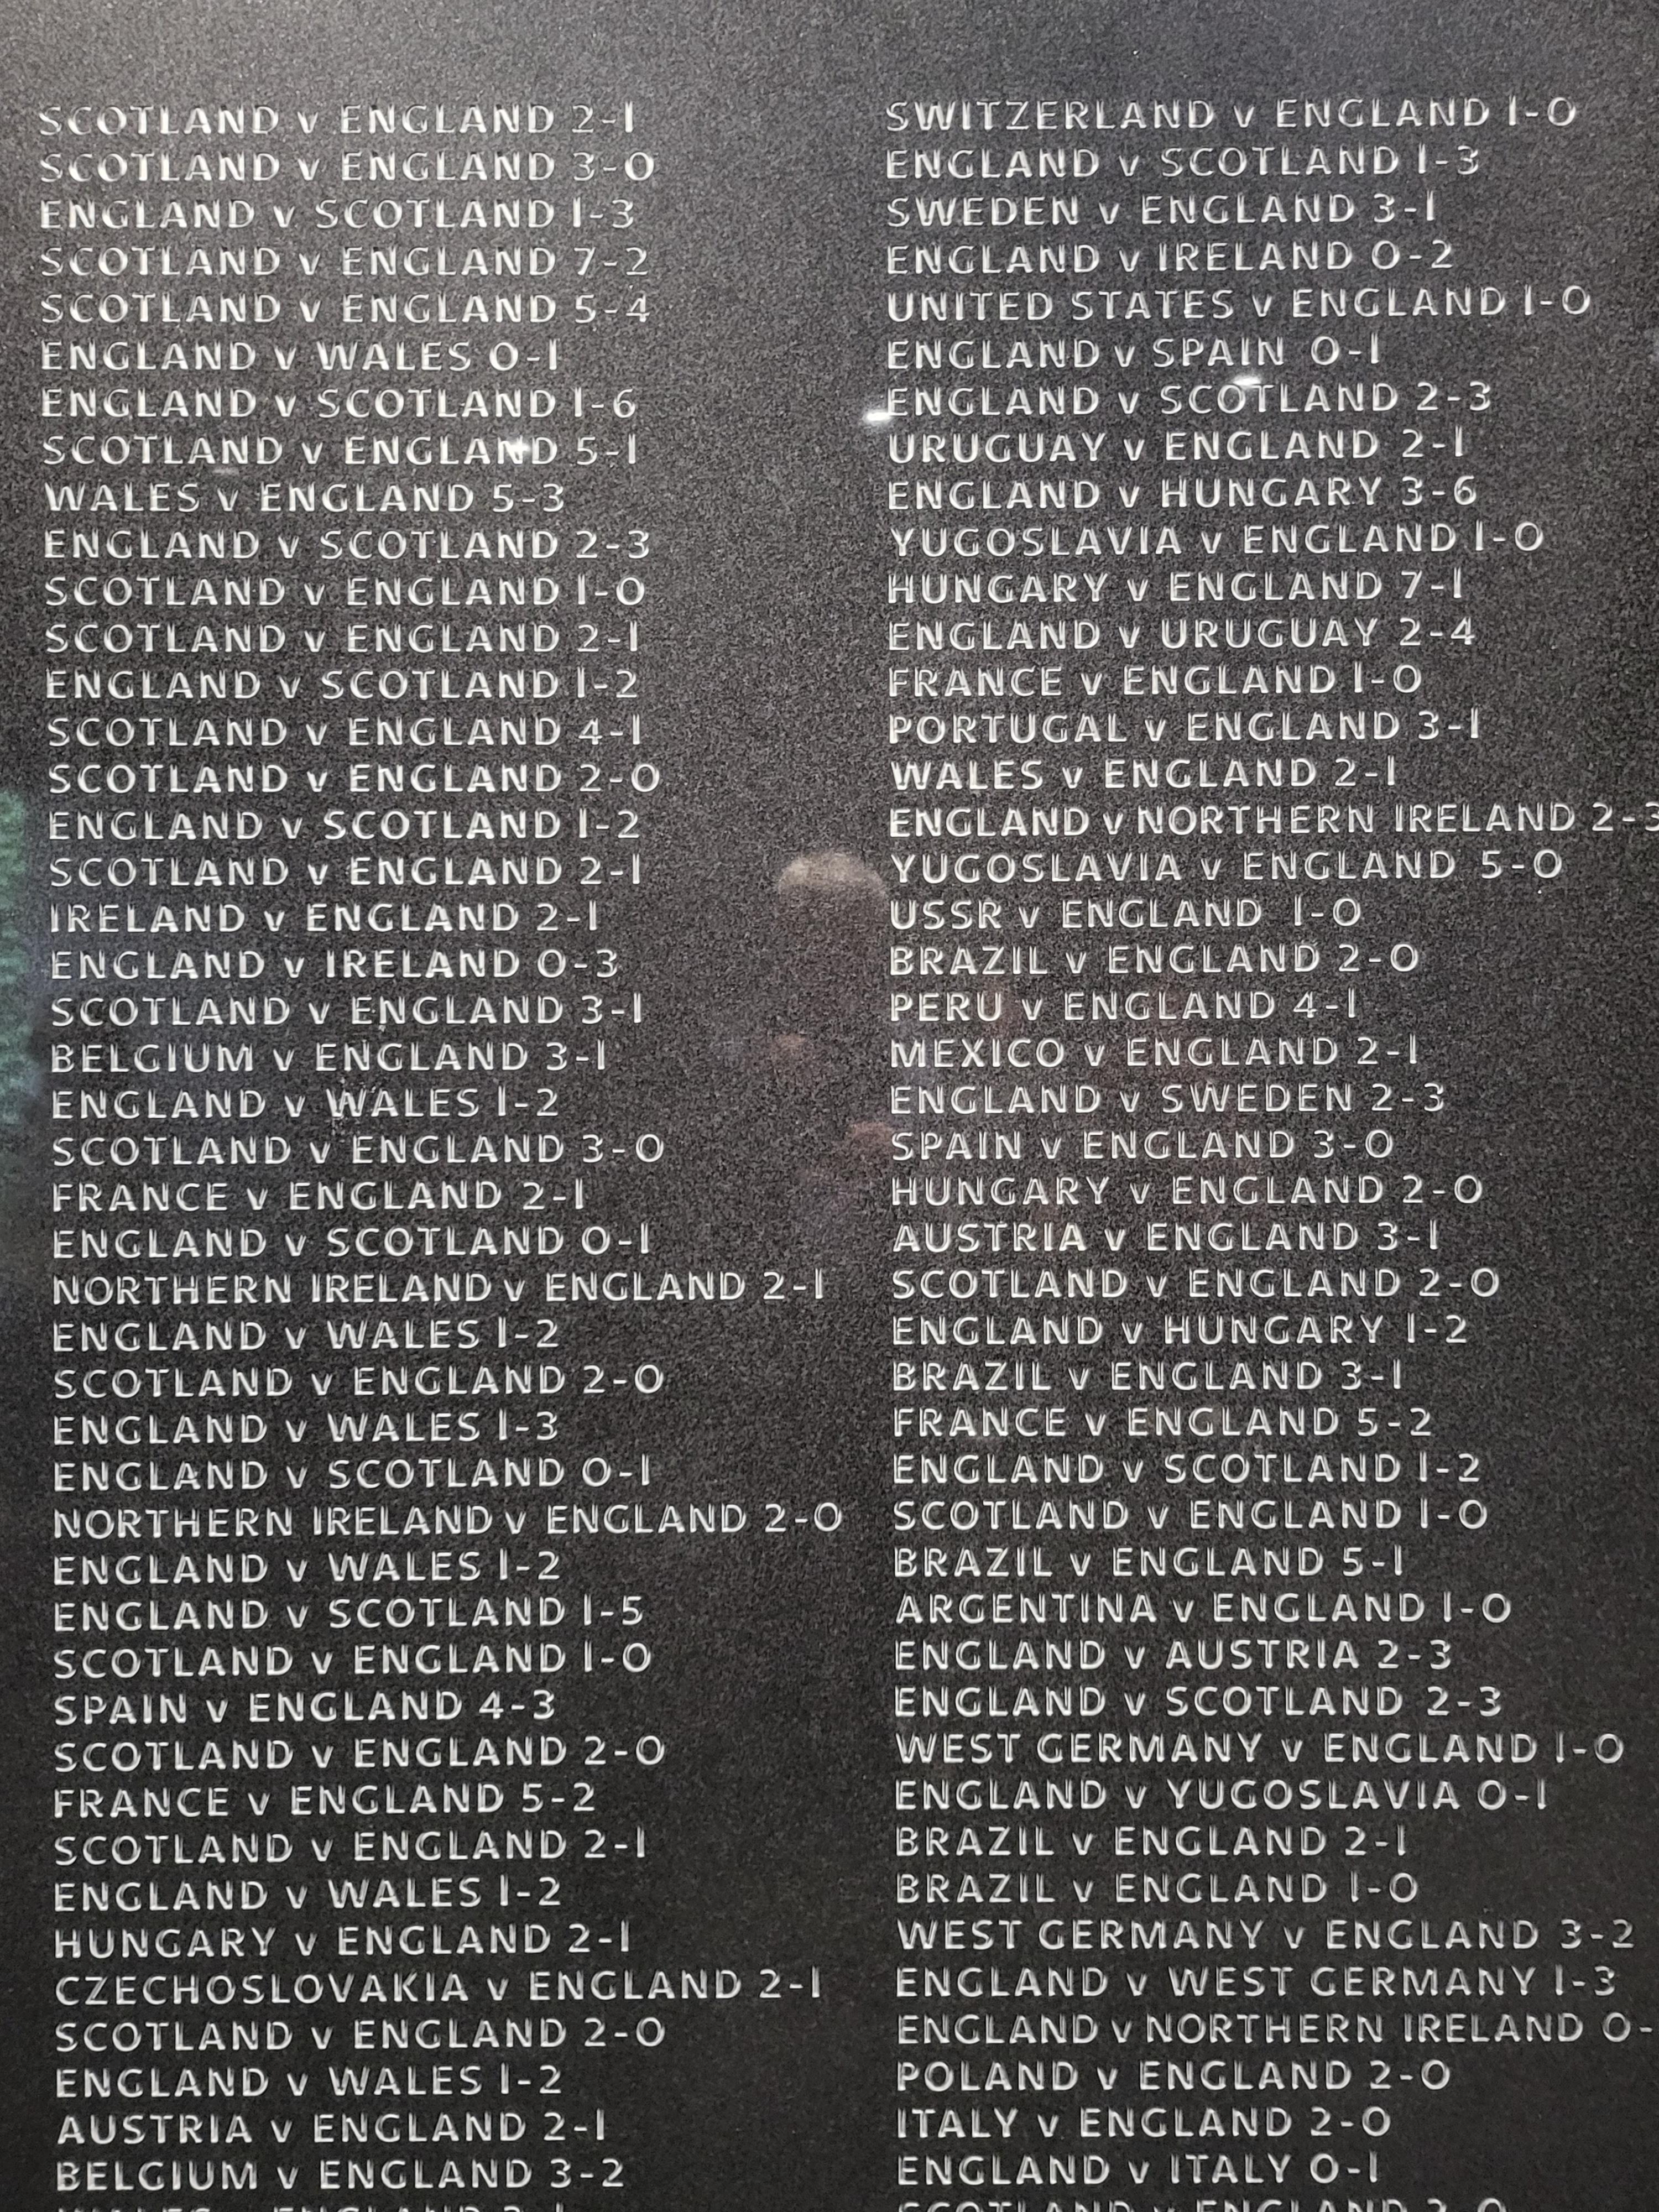 SCOTLAND v ENGLAND 2-1
SCOTLAND v ENGLAND 3-0
ENGLAND v SCOTLAND 1-3
SCOTLAND v ENGLAND 7-2
SCOTLAND v ENGLAND 5-4
ENGLAND v WALES 0-1
ENGLAND v SCOTLAND 1-6
SCOTLAND v ENGLAND 5-1
WALES v ENGLAND 5-3
ENGLAND v SCOTLAND 2-3
SCOTLAND v ENGLAND 1-0
SCOTLAND v ENGLAND 2-1
ENGLAND v SCOTLAND 1-2
SCOTLAND v ENGLAND 4-1
SCOTLAND v ENGLAND 2-0
ENGLAND v SCOTLAND 1-2
SCOTLAND v ENGLAND 2-1
IRELAND v ENGLAND 2-1
ENGLAND v IRELAND 0-3
SCOTLAND v ENGLAND 3-1
BELGIUM v ENGLAND 3-1
ENGLAND v WALES 1-2
SCOTLAND v ENGLAND 3-0
FRANCE v ENGLAND 2-1
ENGLAND v SCOTLAND 0-1
NORTHERN IRELAND v ENGLAND 2-1
ENGLAND v WALES 1-2
SCOTLAND v ENGLAND 2-0
ENGLAND v WALES 1-3
ENGLAND v SCOTLAND 0-1
NORTHERN IRELAND v ENGLAND 2-0
ENGLAND v WALES 1-2
ENGLAND v SCOTLAND 1-5
SCOTLAND v ENGLAND 1-0
SPAIN v ENGLAND 4-3
SCOTLAND v ENGLAND 2-0
FRANCE v ENGLAND 5-2
SCOTLAND v ENGLAND 2-1
ENGLAND v WALES 1-2
HUNGARY v ENGLAND 2-1
CZECHOSLOVAKIA v ENGLAND 2-1
SCOTLAND v ENGLAND 2-0
ENGLAND v WALES 1-2
AUSTRIA v ENGLAND 2-1
BELGIUM v ENGLAND 3-2
SWITZERLAND v ENGLAND 1-0
ENGLAND v SCOTLAND 1-3
SWEDEN v ENGLAND 3-1
ENGLAND v IRELAND 0-2
UNITED STATES v ENGLAND 1-0
ENGLAND v SPAIN 0-1
ENGLAND v SCOTLAND 2-3
URUGUAY v ENGLAND 2-1
ENGLAND v HUNGARY 3-6
YUGOSLAVIA v ENGLAND 1-0
HUNGARY v ENGLAND 7-1
ENGLAND v URUGUAY 2-4
FRANCE v ENGLAND 1-0
PORTUGAL v ENGLAND 3-1
WALES v ENGLAND 2-1
ENGLAND v NORTHERN IRELAND 2-3
YUGOSLAVIA v ENGLAND 5-0
USSR v ENGLAND 1-0
BRAZIL v ENGLAND 2-0
PERU v ENGLAND 4-1
MEXICO v ENGLAND 2-1
ENGLAND v SWEDEN 2-3
SPAIN v ENGLAND 3-0
HUNGARY v ENGLAND 2-0
AUSTRIA v ENGLAND 3-1
SCOTLAND v ENGLAND 2-0
ENGLAND v HUNGARY 1-2
BRAZIL v ENGLAND 3-1
FRANCE v ENGLAND 5-2
ENGLAND v SCOTLAND 1-2
SCOTLAND v ENGLAND 1-0
BRAZIL v ENGLAND 5-1
ARGENTINA v ENGLAND 1-0
ENGLAND v AUSTRIA 2-3
ENGLAND v SCOTLAND 2-3
WEST GERMANY v ENGLAND 1-0
ENGLAND v YUGOSLAVIA 0-1
BRAZIL v ENGLAND 2-1
BRAZIL v ENGLAND 1-0
WEST GERMANY v ENGLAND 3-2
ENGLAND v WEST GERMANY 1-3
ENGLAND v NORTHERN IRELAND 0-
POLAND v ENGLAND 2-0
ITALY v ENGLAND 2-0
ENGLAND v ITALY 0-1